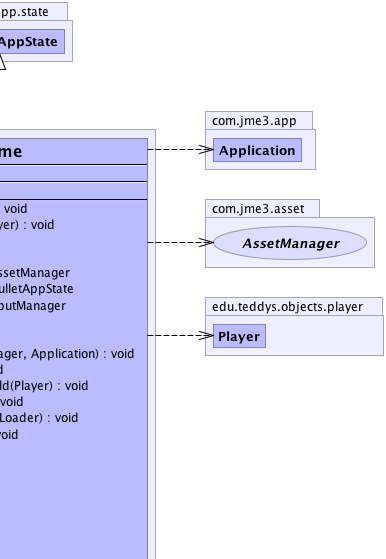 pp.state
AppState
com.jme3.app
Application
me
com.jme3.asset
AssetManager
void
yer) : void
ssetManager
ulletAppState
putManager
edu.teddys.objects.player
Player
ager, Application) : void
d
ld(Player) : void
void
Loader) : void
void